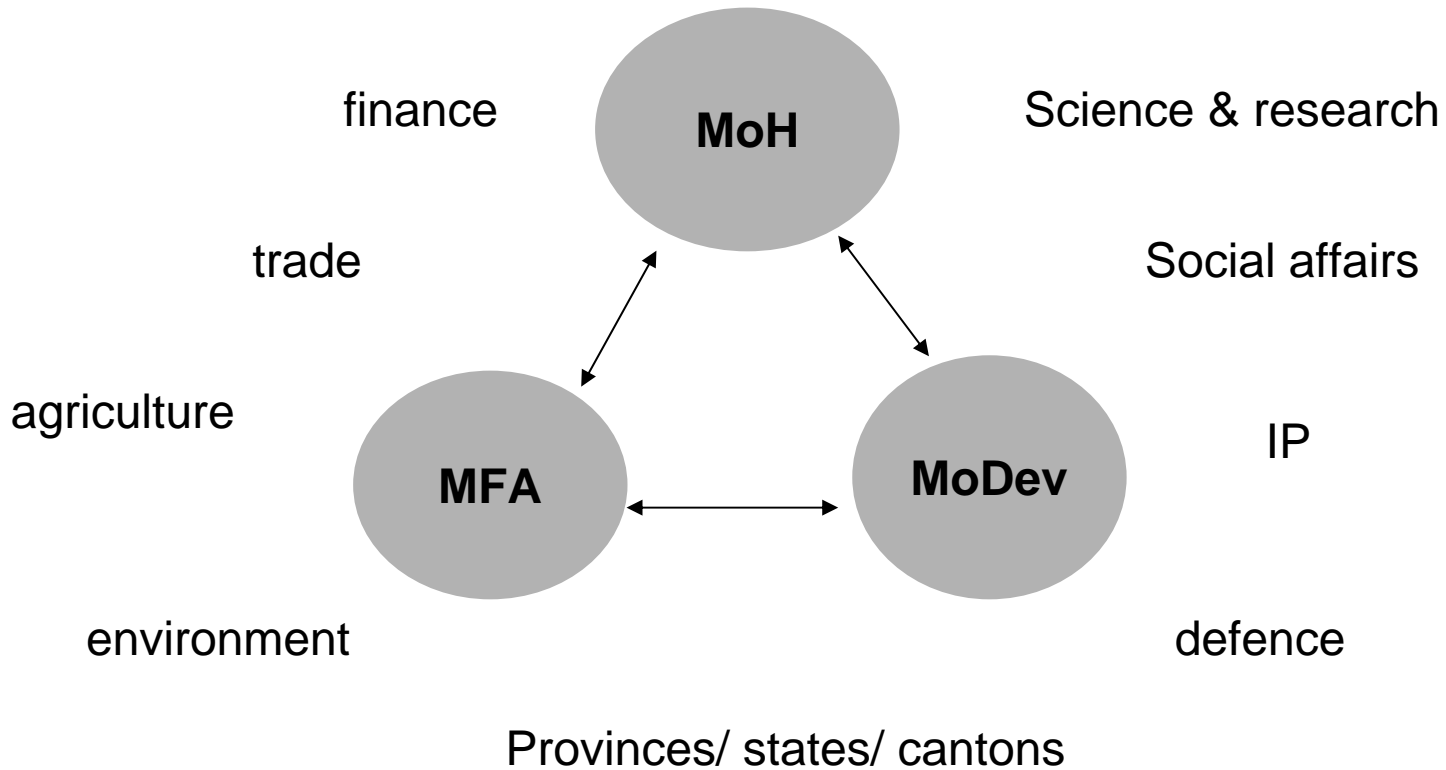 finance
MoH
Science & research
trade
Social affairs
agriculture
IP
MFA
MoDev
environment
defence
Provinces/ states/ cantons